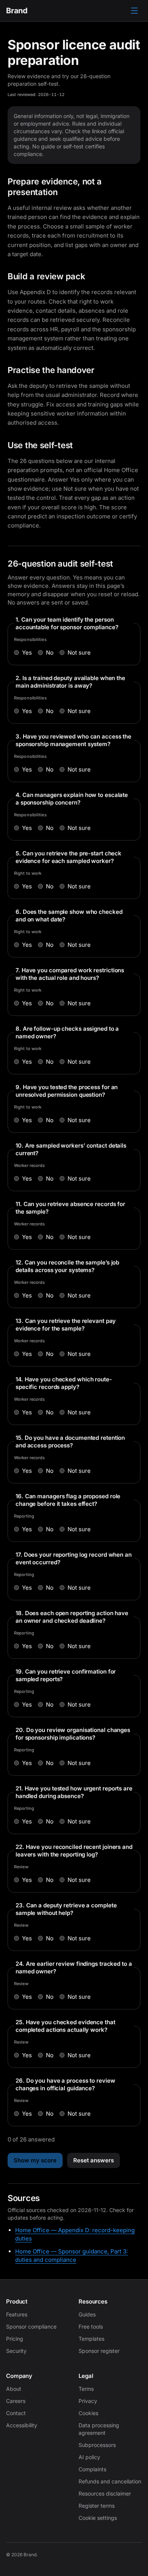 Brand
Sponsor licence audit
preparation
Review evidence and try our 26-question
preparation self-test.
Last reviewed: 2026-11-12
General information only, not legal, immigration
or employment advice. Rules and individual
circumstances vary. Check the linked official
guidance and seek qualified advice before
acting. No guide or self-test certifies
compliance.
Prepare evidence, not a
presentation
A useful internal review asks whether another
trained person can find and explain the correct
record without coaching. Choose a small sample
of workers, trace each from recruitment to its
current position, and write down any gap with an owner
and a target date.
Build a review pack
Use Appendix D to identify the records relevant
to your route. Check that right to work
evidence, contact details, absences and role
records can be retrieved securely. Reconcile
records across HR, payroll and the sponsorship
management system rather than treating one
system as automatically correct.
Practise the handover
Ask the deputy to retrieve the sample records
without the usual administrator. Record where
they struggle. Fix access and training gaps while
keeping sensitive information limited to
authorised access.
Use the self-test
The 26 questions below are our internal
preparation prompts, not an official Home Office
questionnaire. Answer Yes only where you can
show evidence; use Not sure when you have not
tested the control. Treat every gap as an action
even if your overall score is high. The score
cannot predict an inspection outcome or certify
compliance.
26-question audit self-test
Answer every question. Yes means you can
produce evidence. Answers stay in this page's
memory and disappear when you reset or reload.
No answers are sent or saved.
1. Can your team identify the person
accountable for sponsor compliance?
Responsibilities
Yes No Not sure
2. Is a trained deputy available when the
main administrator is away?
Responsibilities
Yes No Not sure
3. Have you reviewed who can access the
sponsorship management system?
Responsibilities
Yes No Not sure
4. Can managers explain how to escalate
a sponsorship concern?
Responsibilities
Yes No Not sure
5. Can you retrieve the pre-start check
evidence for each sampled worker?
Right to work
Yes No Not sure
6. Does the sample show who checked
and on what date?
Right to work
Yes No Not sure
7. Have you compared work restrictions
with the actual role and hours?
Right to work
Yes No Not sure
8. Are follow-up checks assigned to a
named owner?
Right to work
Yes No Not sure
9. Have you tested the process for an
unresolved permission question?
Right to work
Yes No Not sure
10. Are sampled workers' contact details
current?
Worker records
Yes No Not sure
11. Can you retrieve absence records for
the sample?
Worker records
Yes No Not sure
12. Can you reconcile the sample's job
details across your systems?
Worker records
Yes No Not sure
13. Can you retrieve the relevant pay
evidence for the sample?
Worker records
Yes No Not sure
14. Have you checked which route-
specific records apply?
Worker records
Yes No Not sure
15. Do you have a documented retention
and access process?
Worker records
Yes No Not sure
16. Can managers flag a proposed role
change before it takes effect?
Reporting
Yes No Not sure
17. Does your reporting log record when an
event occurred?
Reporting
Yes No Not sure
18. Does each open reporting action have
an owner and checked deadline?
Reporting
Yes No Not sure
19. Can you retrieve confirmation for
sampled reports?
Reporting
Yes No Not sure
20. Do you review organisational changes
for sponsorship implications?
Reporting
Yes No Not sure
21. Have you tested how urgent reports are
handled during absence?
Reporting
Yes No Not sure
22. Have you reconciled recent joiners and
leavers with the reporting log?
Review
Yes No Not sure
23. Can a deputy retrieve a complete
sample without help?
Review
Yes No Not sure
24. Are earlier review findings tracked to a
named owner?
Review
Yes No Not sure
25. Have you checked evidence that
completed actions actually work?
Review
Yes No Not sure
26. Do you have a process to review
changes in official guidance?
Review
Yes No Not sure
0 of 26 answered
Show my score Reset answers
Sources
Official sources checked on 2026-11-12. Check for
updates before acting.
Home Office — Appendix D: record-keeping
duties
Home Office — Sponsor guidance, Part 3:
duties and compliance
Product Resources
Features Guides
Sponsor compliance Free tools
Pricing Templates
Security Sponsor register
Company Legal
About Terms
Careers Privacy
Contact Cookies
Accessibility Data processing
agreement
Subprocessors
AI policy
Complaints
Refunds and cancellation
Resources disclaimer
Register terms
Cookie settings
© 2026 Brand.